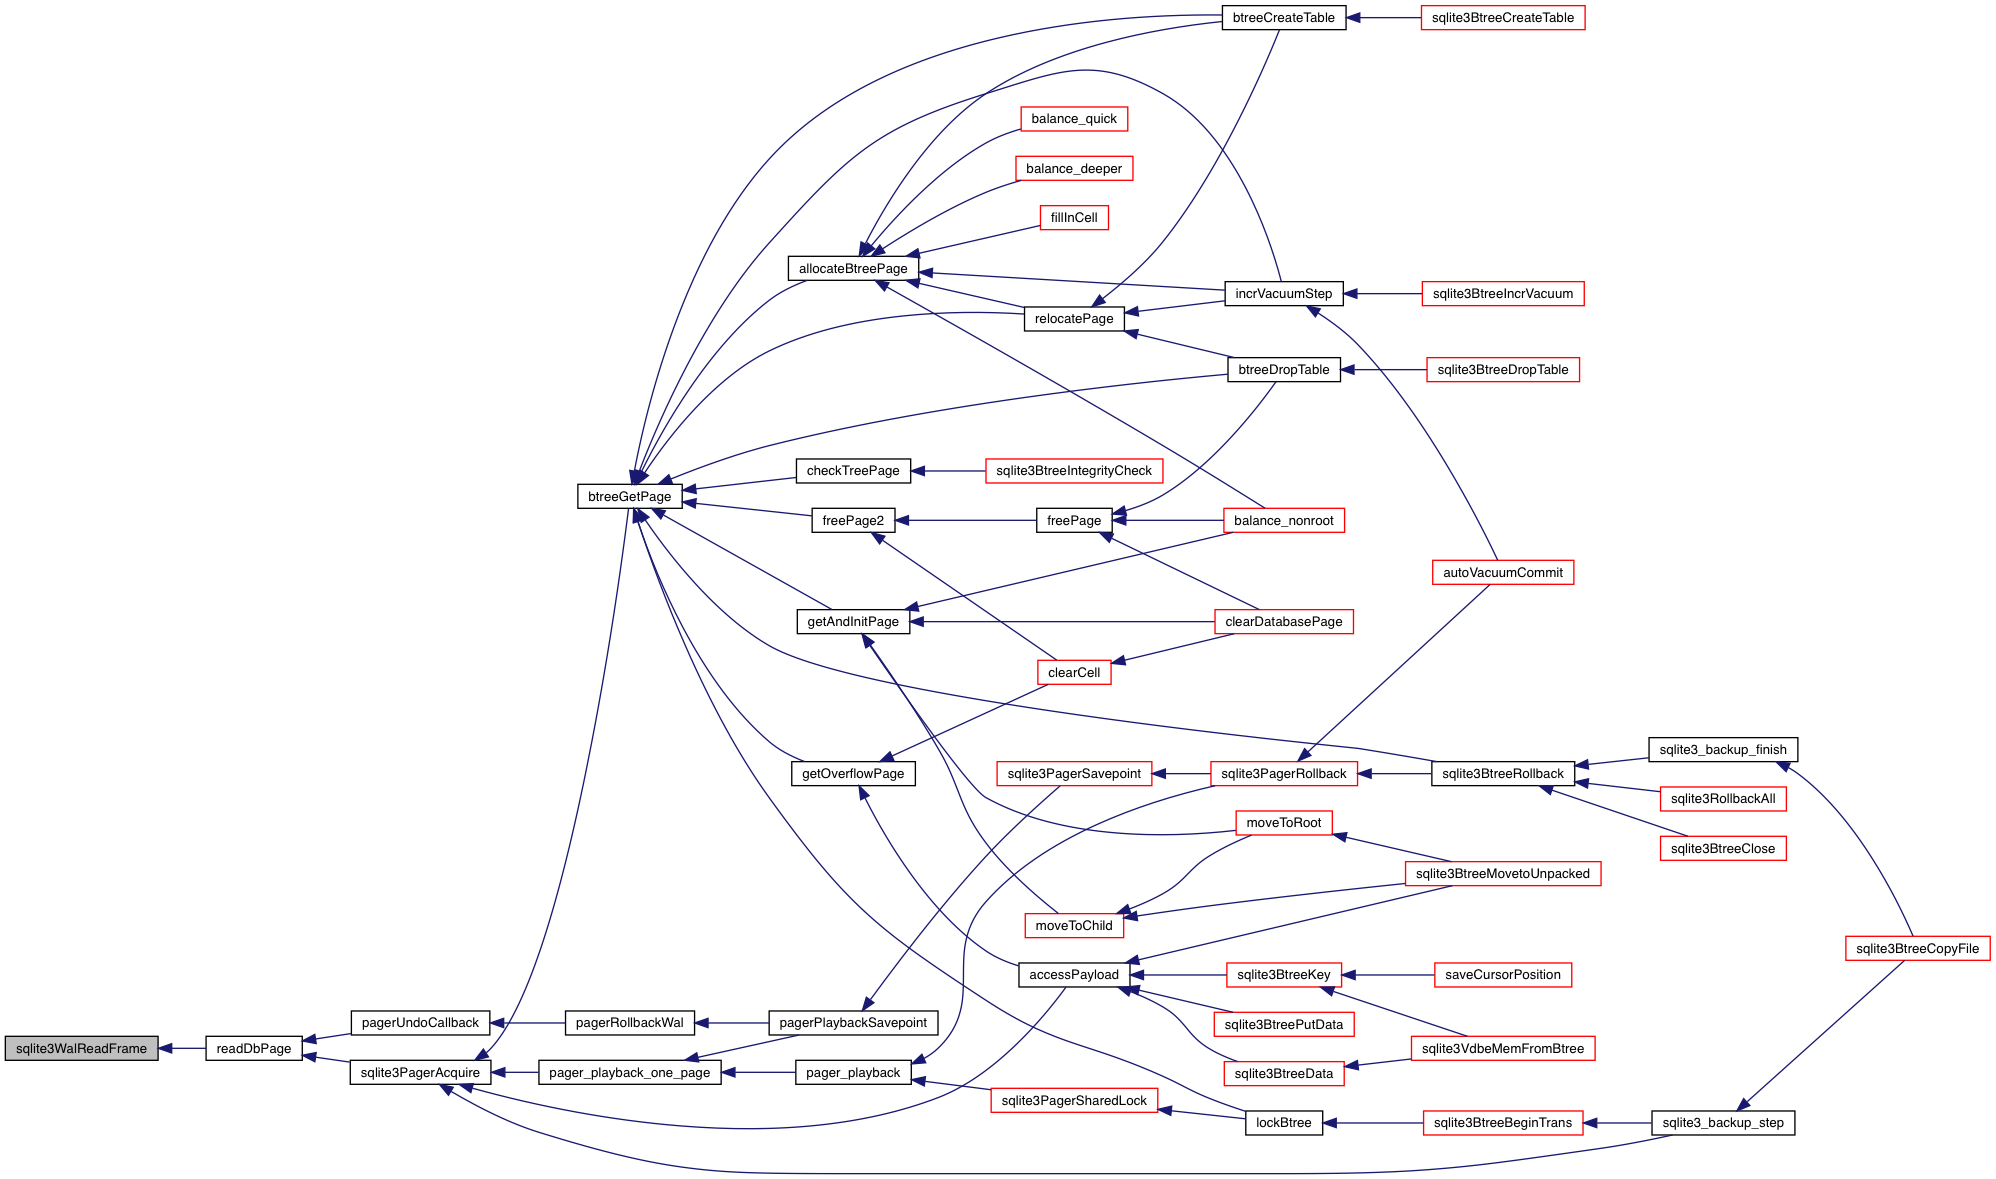 btreeCreateTable
sqlite3BtreeCreateTable
balance_quick
balance_deeper
fillInCell
allocateBtreePage
incrVacuumStep
sqlite3BtreeIncrVacuum
relocatePage
btreeDropTable
sqlite3BtreeDropTable
checkTreePage
sqlite3BtreeIntegrityCheck
btreeGetPage
freePage2
freePage
balance_nonroot
autoVacuumCommit
getAndInitPage
clearDatabasePage
clearCell
sqlite3_backup_finish
getOverflowPage
sqlite3PagerSavepoint
sqlite3PagerRollback
sqlite3BtreeRollback
sqlite3RollbackAll
moveToRoot
sqlite3BtreeClose
sqlite3BtreeMovetoUnpacked
moveToChild
sqlite3BtreeCopyFile
accessPayload
sqlite3BtreeKey
saveCursorPosition
pagerUndoCallback
pagerRollbackWal
pagerPlaybackSavepoint
sqlite3BtreePutData
sqlite3WalReadFrame
readDbPage
sqlite3VdbeMemFromBtree
sqlite3PagerAcquire
pager_playback_one_page
pager_playback
sqlite3BtreeData
sqlite3PagerSharedLock
lockBtree
sqlite3BtreeBeginTrans
sqlite3_backup_step